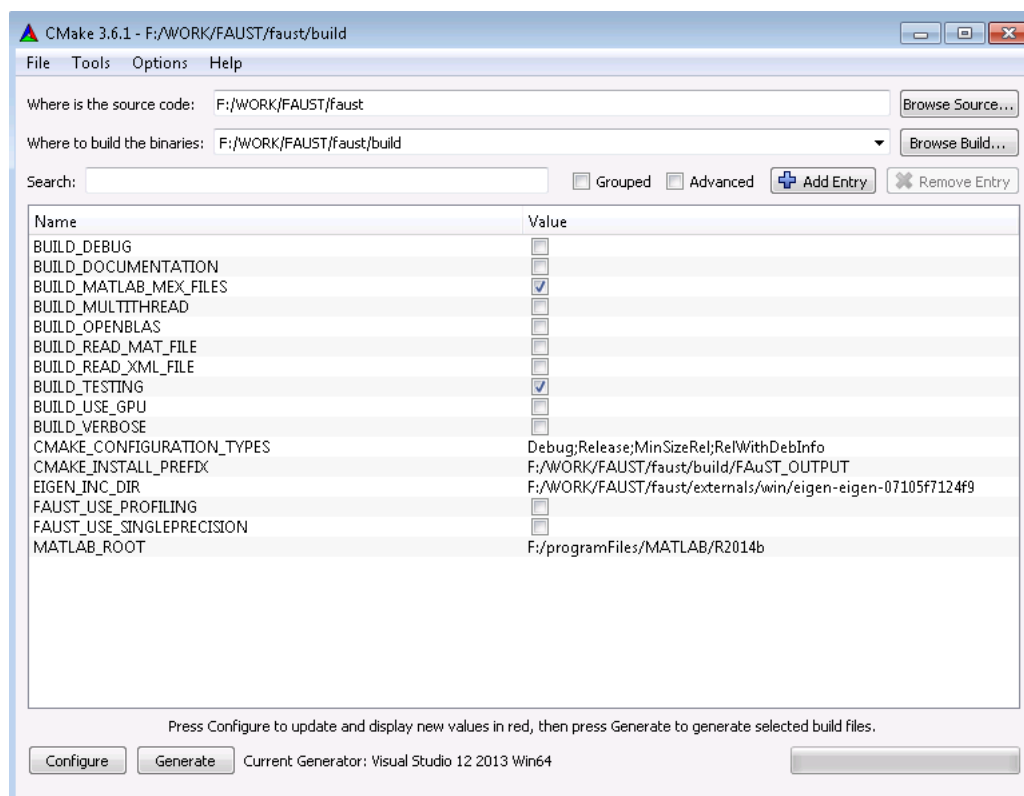 CMake 3.6.1 - F:/WORK/FAUST/faust/build
File Tools Options Help
Where is the source code: F:/WORK/FAUST/faust Browse Source...
Where to build the binaries: F:/WORK/FAUST/faust/build Browse Build...
Search: Grouped Advanced Add Entry Remove Entry
Name Value
BUILD_DEBUG
BUILD_DOCUMENTATION
BUILD_MATLAB_MEX_FILES
BUILD_MULTITHREAD
BUILD_OPENBLAS
BUILD_READ_MAT_FILE
BUILD_READ_XML_FILE
BUILD_TESTING
BUILD_USE_GPU
BUILD_VERBOSE
CMAKE_CONFIGURATION_TYPES Debug;Release;MinSizeRel;RelWithDebInfo
CMAKE_INSTALL_PREFIX F:/WORK/FAUST/faust/build/FAuST_OUTPUT
EIGEN_INC_DIR F:/WORK/FAUST/faust/externals/win/eigen-eigen-07105f7124f9
FAUST_USE_PROFILING
FAUST_USE_SINGLEPRECISION
MATLAB_ROOT F:/programFiles/MATLAB/R2014b
Press Configure to update and display new values in red, then press Generate to generate selected build files.
Configure Generate Current Generator: Visual Studio 12 2013 Win64